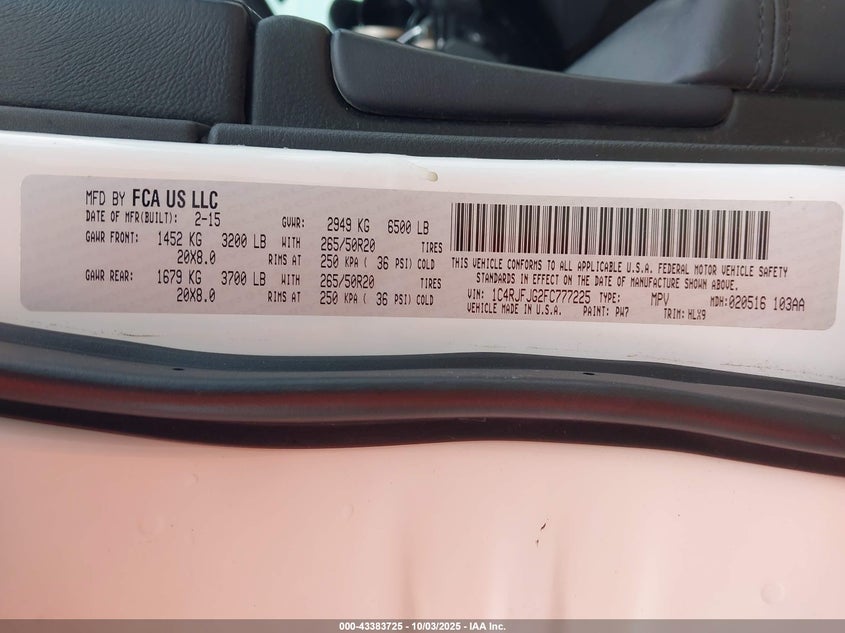 MFD BY FCA US LLC
DATE OF MFR(BUILT): 2-15 GVWR: 2949 KG 6500 LB
GAWR FRONT: 1452 KG 3200 LB WITH 265/50R20 TIRES
20X8.0 RIMS AT 250 KPA ( 36 PSI) COLD
GAWR REAR: 1679 KG 3700 LB WITH 265/50R20 TIRES
20X8.0 RIMS AT 250 KPA ( 36 PSI) COLD
THIS VEHICLE CONFORMS TO ALL APPLICABLE U.S.A. FEDERAL MOTOR VEHICLE SAFETY
STANDARDS IN EFFECT ON THE DATE OF MANUFACTURE SHOWN ABOVE.
VIN: 1C4RJFJG2FC777225 TYPE: MPV MDH:020516 103AA
VEHICLE MADE IN U.S.A. PAINT: PW7 TRIM: HLX9
000-43383725 - 10/03/2025 - IAA Inc.